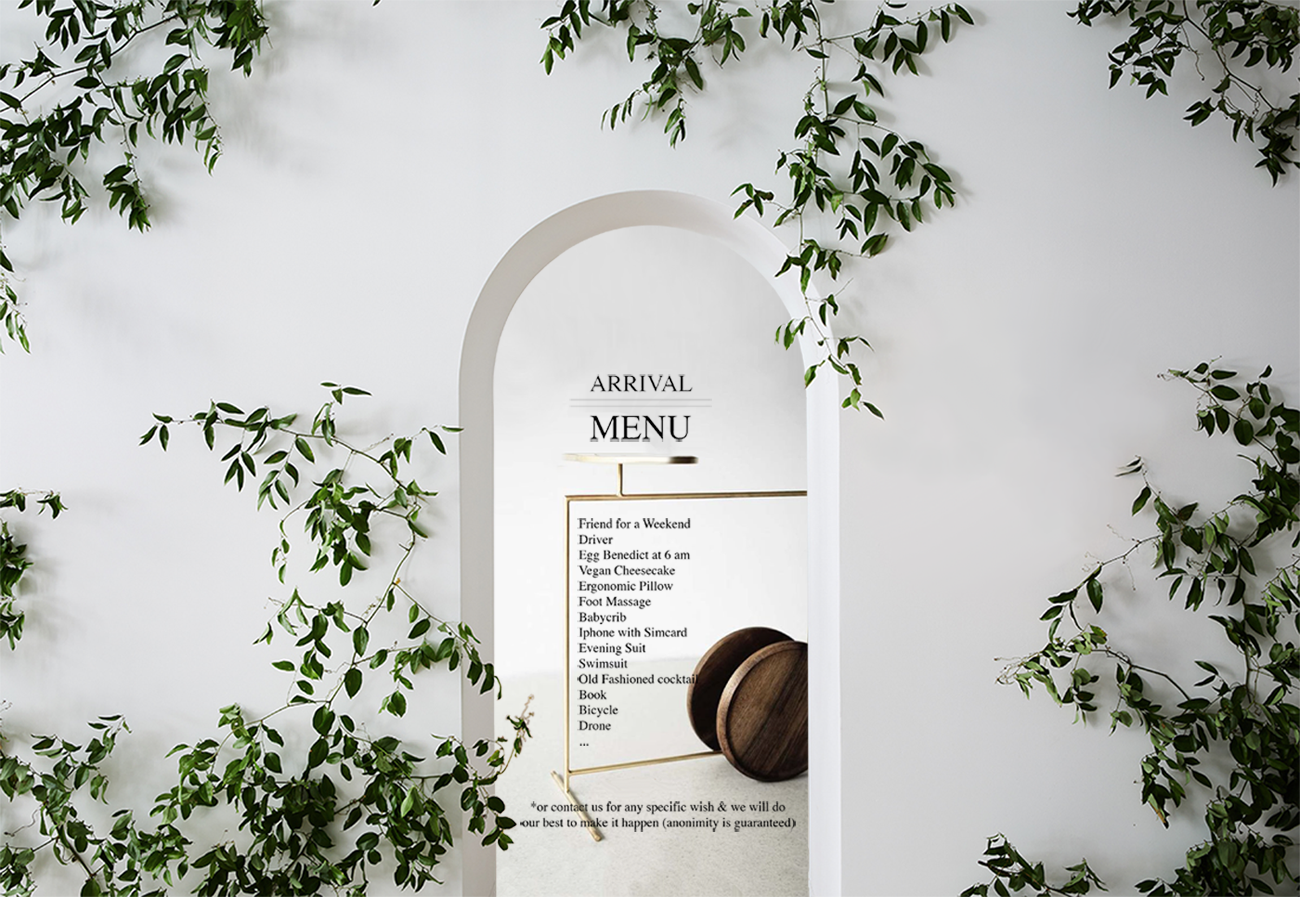 ARRIVAL
MENU
Friend for a Weekend
Driver
Egg Benedict at 6 am
Vegan Cheesecake
Ergonomic Pillow
Foot Massage
Babycrib
Iphone with Simcard
Evening Suit
Swimsuit
Old Fashioned cocktail
Book
Bicycle
Drone
...
*or contact us for any specific wish & we will do
our best to make it happen (anonimity is guaranteed)